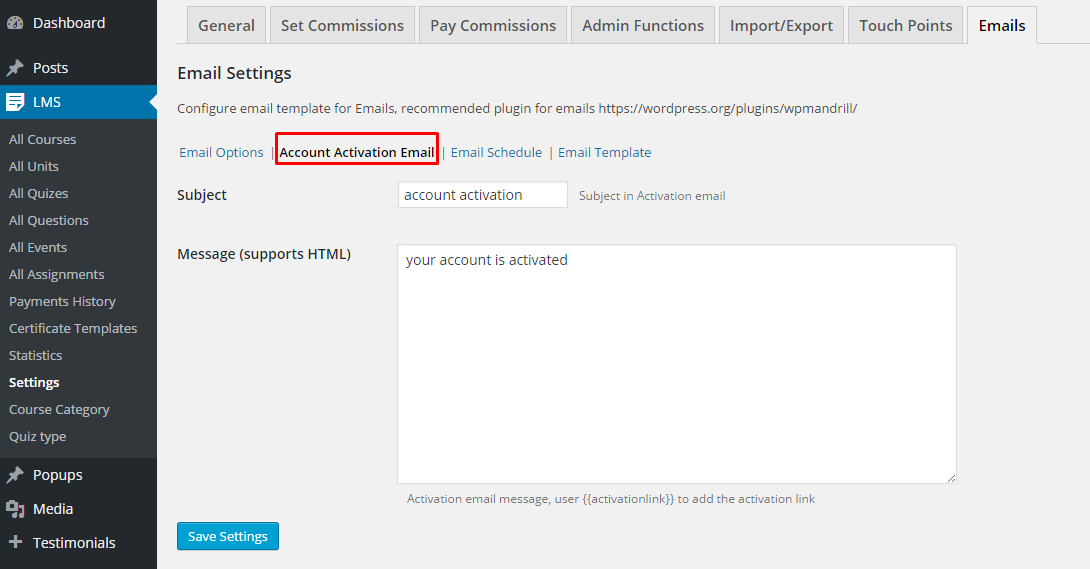 Dashboard
Posts
LMS
All Courses
All Units
All Quizes
All Questions
All Events
All Assignments
Payments History
Certificate Templates
Statistics
Settings
Course Category
Quiz type
Popups
Media
Testimonials
General Set Commissions Pay Commissions Admin Functions Import/Export Touch Points Emails
Email Settings
Configure email template for Emails, recommended plugin for emails https://wordpress.org/plugins/wpmandrill/
Email Options | Account Activation Email | Email Schedule | Email Template
Subject account activation Subject in Activation email
Message (supports HTML) your account is activated
Activation email message, user {{activationlink}} to add the activation link
Save Settings